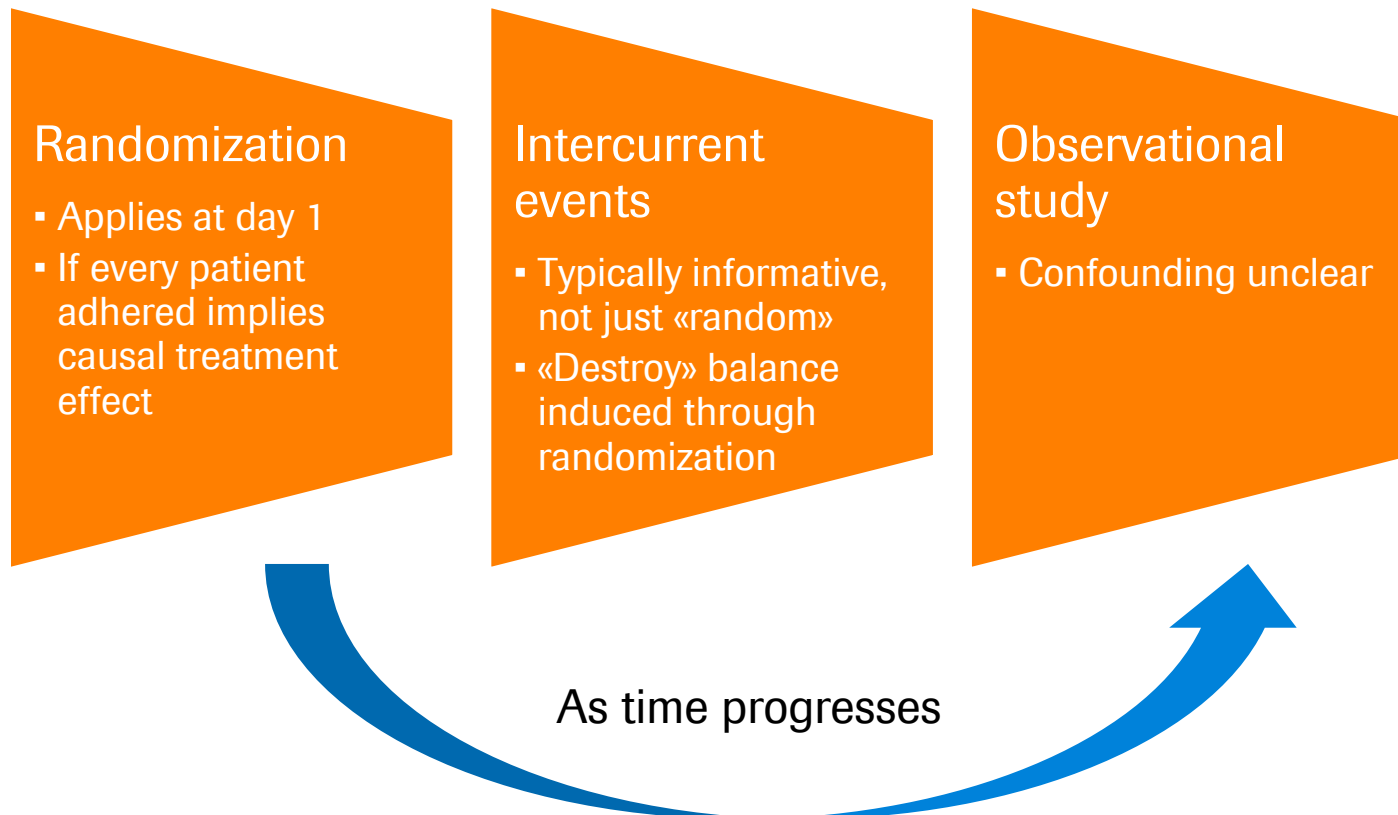 Randomization
▪ Applies at day 1
▪ If every patient
adhered implies
causal treatment
effect
Intercurrent
events
▪ Typically informative,
not just «random»
▪ «Destroy» balance
induced through
randomization
Observational
study
▪ Confounding unclear
As time progresses